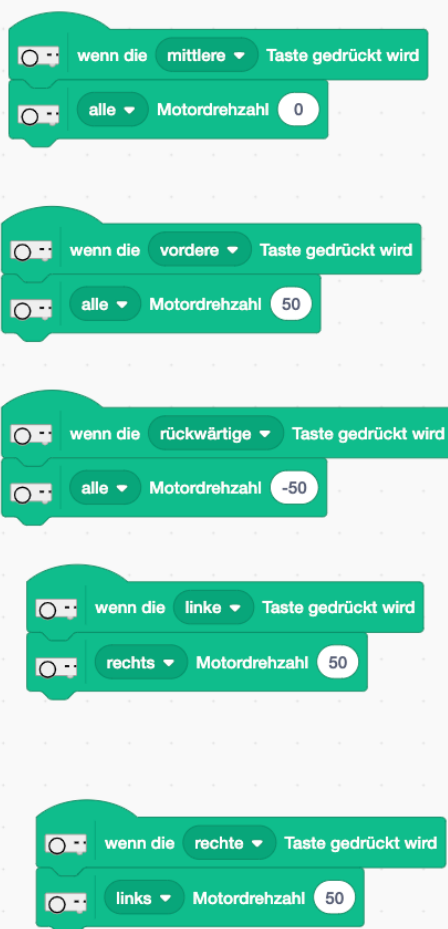 wenn die mittlere Taste gedrückt wird
alle Motordrehzahl 0
wenn die vordere Taste gedrückt wird
alle Motordrehzahl 50
wenn die rückwärtige Taste gedrückt wird
alle Motordrehzahl -50
wenn die linke Taste gedrückt wird
rechts Motordrehzahl 50
wenn die rechte Taste gedrückt wird
links Motordrehzahl 50